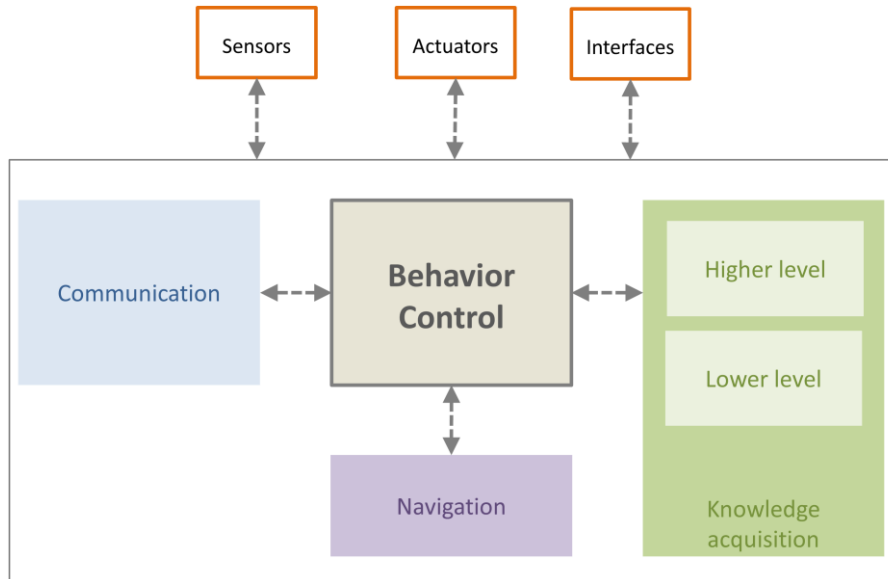 Sensors
Actuators
Interfaces
Communication
Behavior
Control
Higher level
Lower level
Navigation
Knowledge
acquisition